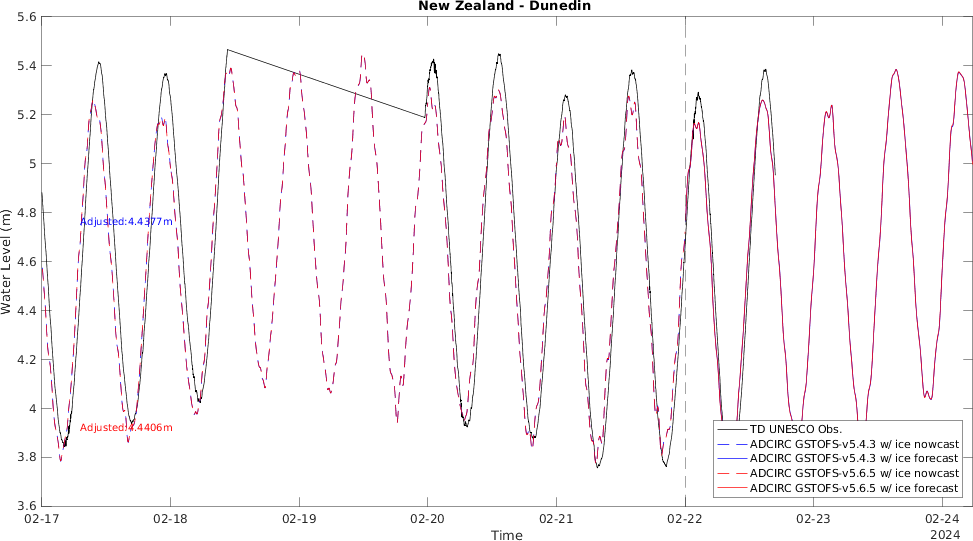 New Zealand - Dunedin
5.6
5.4
5.2
5
4.8
4.6
4.4
4.2
4
3.8
3.6
Water Level (m)
Adjusted:4.4377m
Adjusted:4.4406m
TD UNESCO Obs.
ADCIRC GSTOFS-v5.4.3 w/ ice nowcast
ADCIRC GSTOFS-v5.4.3 w/ ice forecast
ADCIRC GSTOFS-v5.6.5 w/ ice nowcast
ADCIRC GSTOFS-v5.6.5 w/ ice forecast
02-17 02-18 02-19 02-20 02-21 02-22 02-23 02-24
2024
Time